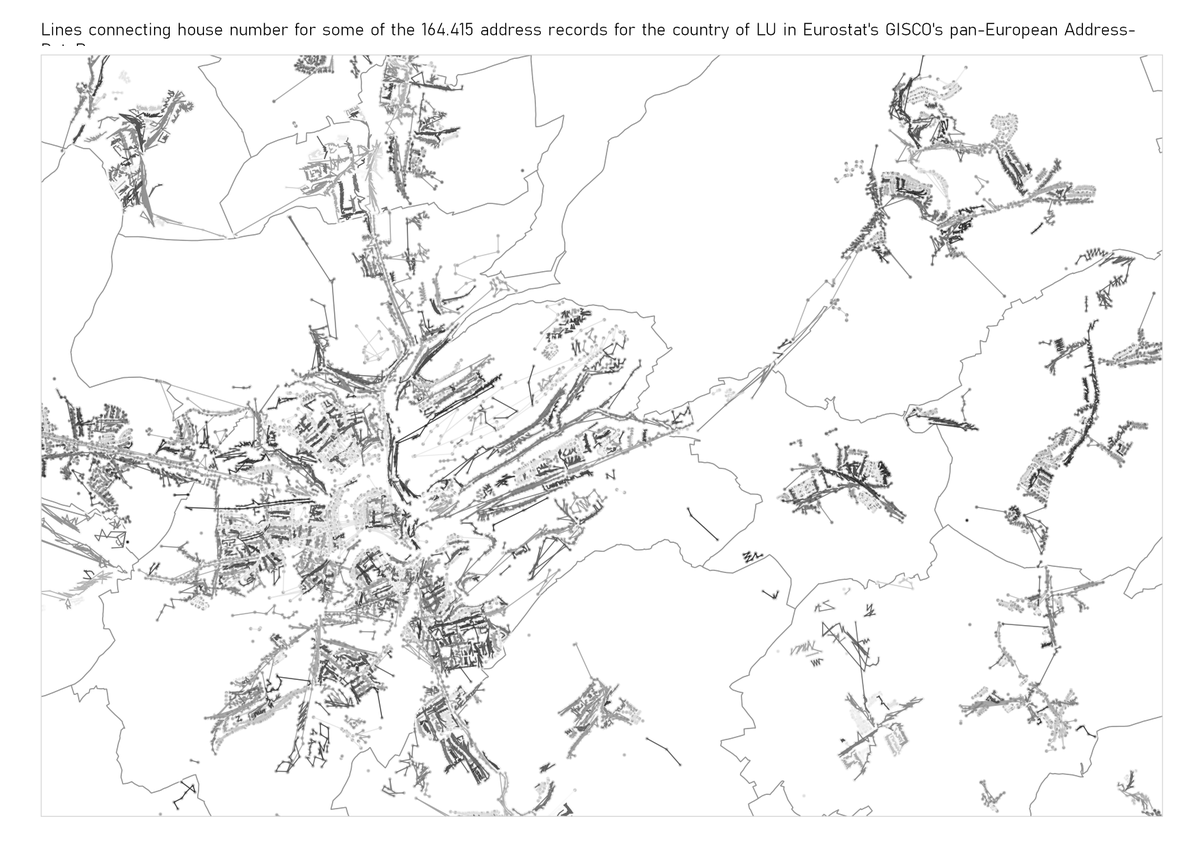 Lines connecting house number for some of the 164.415 address records for the country of LU in Eurostat's GISCO's pan-European Address-